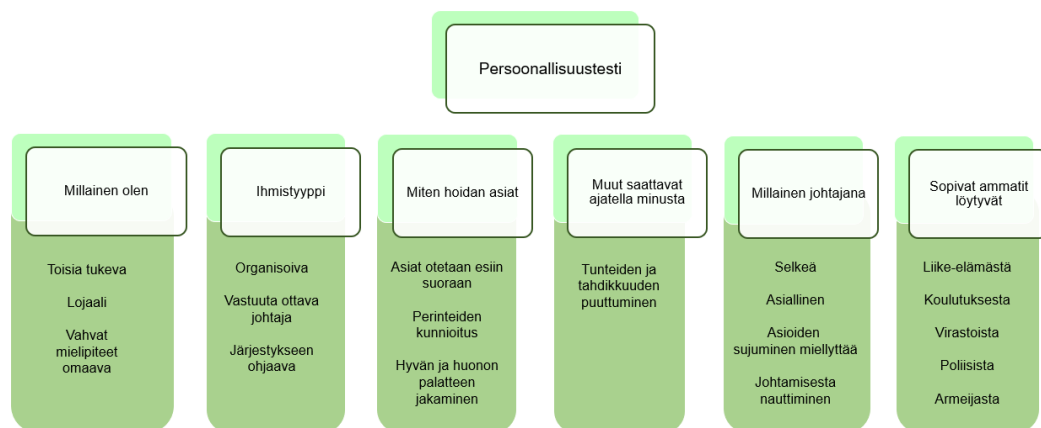 Persoonallisuustesti
Millainen olen
Toisia tukeva
Lojaali
Vahvat
mielipiteet
omaava
Ihmistyyppi
Organisoiva
Vastuuta ottava
johtaja
Järjestykseen
ohjaava
Miten hoidan asiat
Asiat otetaan esiin
suoraan
Perinteiden
kunnioitus
Hyvän ja huonon
palatteen
jakaminen
Muut saattavat
ajatella minusta
Tunteiden ja
tahdikkuuden
puuttuminen
Millainen johtajana
Selkeä
Asiallinen
Asioiden
sujuminen miellyttää
Johtamisesta
nauttiminen
Sopivat ammatit
löytyvät
Liike-elämästä
Koulutuksesta
Virastoista
Poliisista
Armeijasta